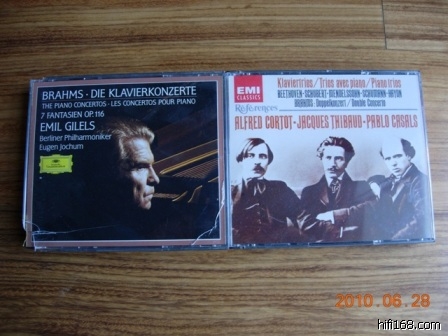 BRAHMS · DIE KLAVIERKONZERTE
THE PIANO CONCERTOS · LES CONCERTOS POUR PIANO
7 FANTASIEN OP. 116
EMIL GILELS
Berliner Philharmoniker
Eugen Jochum
EMI
CLASSICS
Klaviertrios / Trios avec piano / Piano trios
BEETHOVEN · SCHUBERT · MENDELSSOHN · SCHUMANN · HAYDN
BRAHMS: Doppelkonzert / Double Concerto
Références
ALFRED CORTOT · JACQUES THIBAUD · PABLO CASALS
2010.06.28
hifi168.com